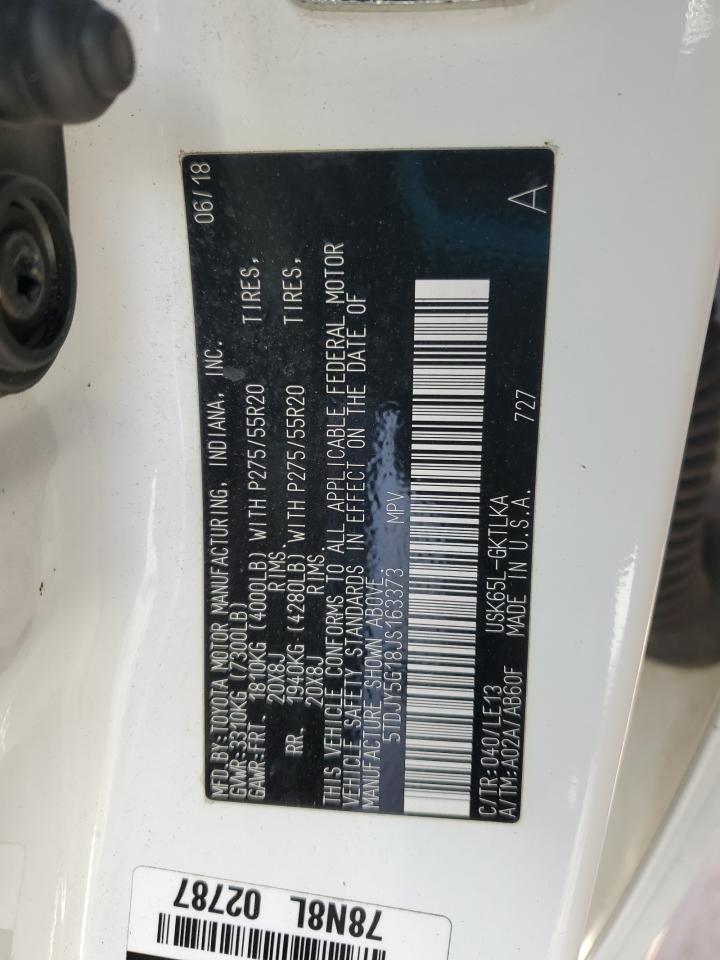 06/18
MFD.BY:TOYOTA MOTOR MANUFACTURING, INDIANA, INC.
GVWR:3310KG (7300LB)
GAWR:FRT. 1810KG (4000LB) WITH P275/55R20 TIRES,
20X8J RIMS.
RR. 1940KG (4280LB) WITH P275/55R20 TIRES,
20X8J RIMS.
THIS VEHICLE CONFORMS TO ALL APPLICABLE FEDERAL MOTOR
VEHICLE SAFETY STANDARDS IN EFFECT ON THE DATE OF
MANUFACTURE SHOWN ABOVE.
5TDJY5G18JS163373 MPV
C/TR:040/LE13 USK65L-GKTLKA
A/TM:A02A/AB60F MADE IN U.S.A. 727
A
78N8L 02787